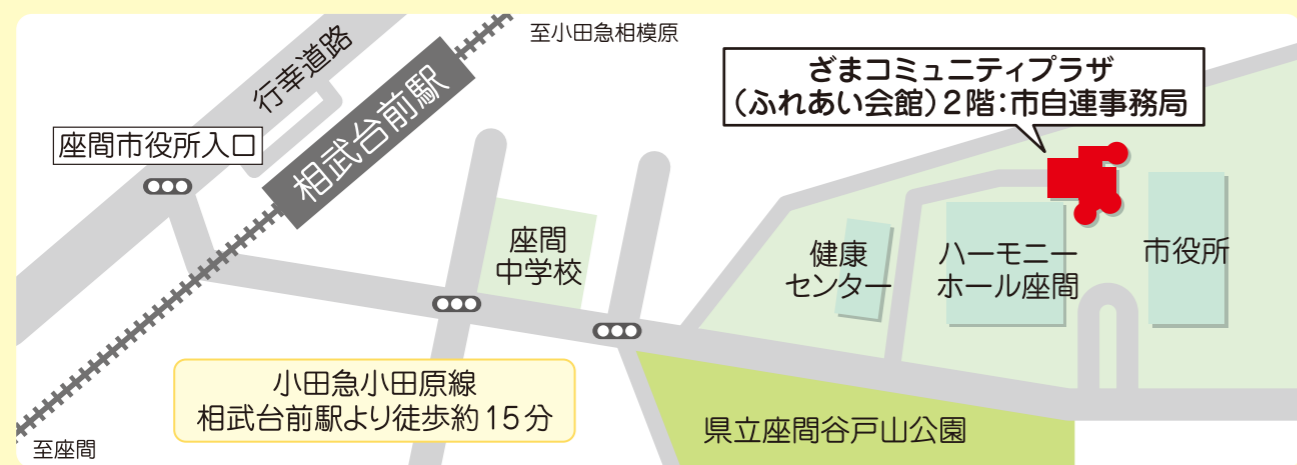 至小田急相模原
行幸道路
相武台前駅
座間市役所入口
ざまコミュニティプラザ
(ふれあい会館)2階:市自連事務局
座間
中学校
健康
センター
ハーモニー
ホール座間
市役所
小田急小田原線
相武台前駅より徒歩約15分
県立座間谷戸山公園
至座間